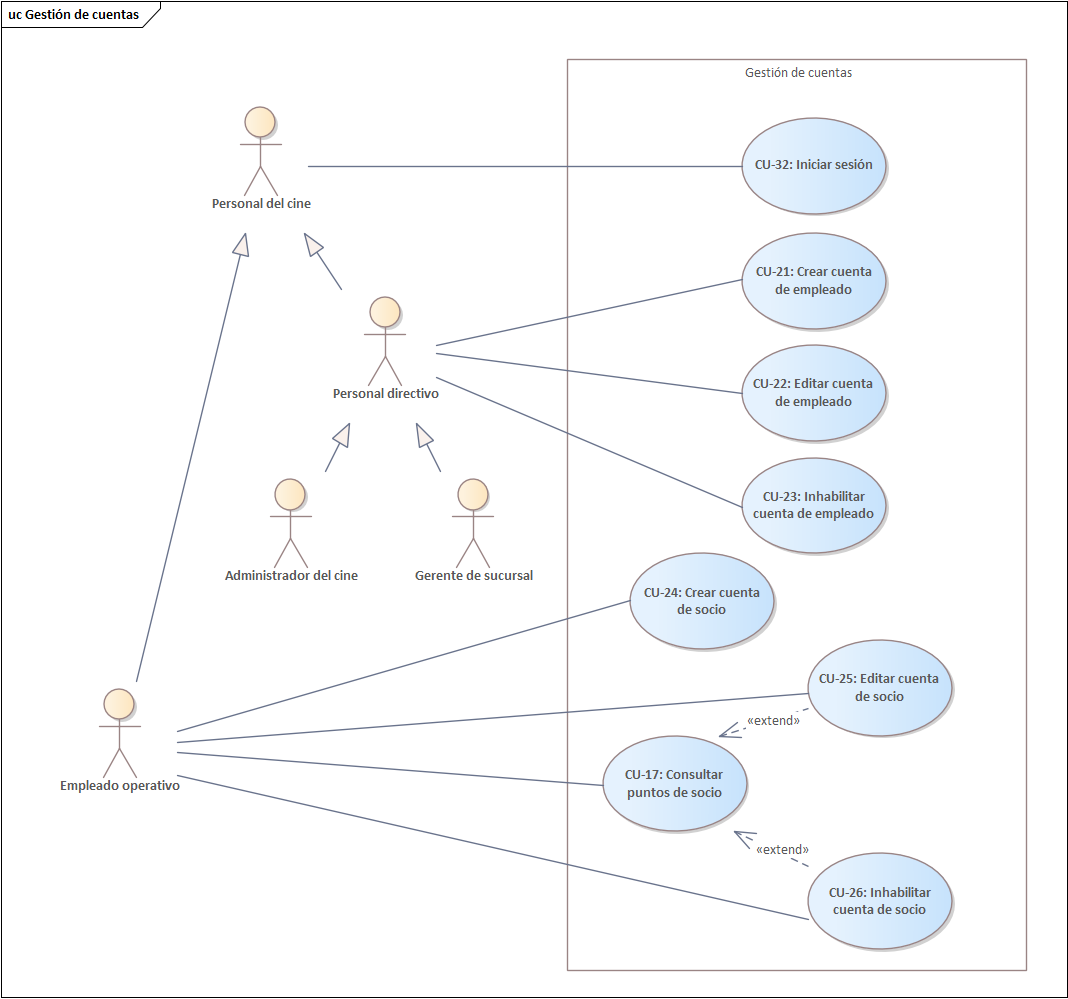 uc Gestión de cuentas
Gestión de cuentas
Personal del cine
CU-32: Iniciar sesión
CU-21: Crear cuenta
de empleado
Personal directivo
CU-22: Editar cuenta
de empleado
CU-23: Inhabilitar
cuenta de empleado
Administrador del cine
Gerente de sucursal
CU-24: Crear cuenta
de socio
CU-25: Editar cuenta
de socio
«extend»
Empleado operativo
CU-17: Consultar
puntos de socio
«extend»
CU-26: Inhabilitar
cuenta de socio